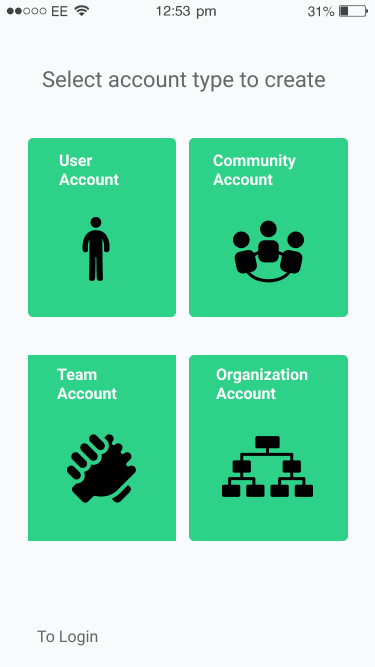 EE 12:53 pm 31%
Select account type to create
User
Account
Community
Account
Team
Account
Organization
Account
To Login